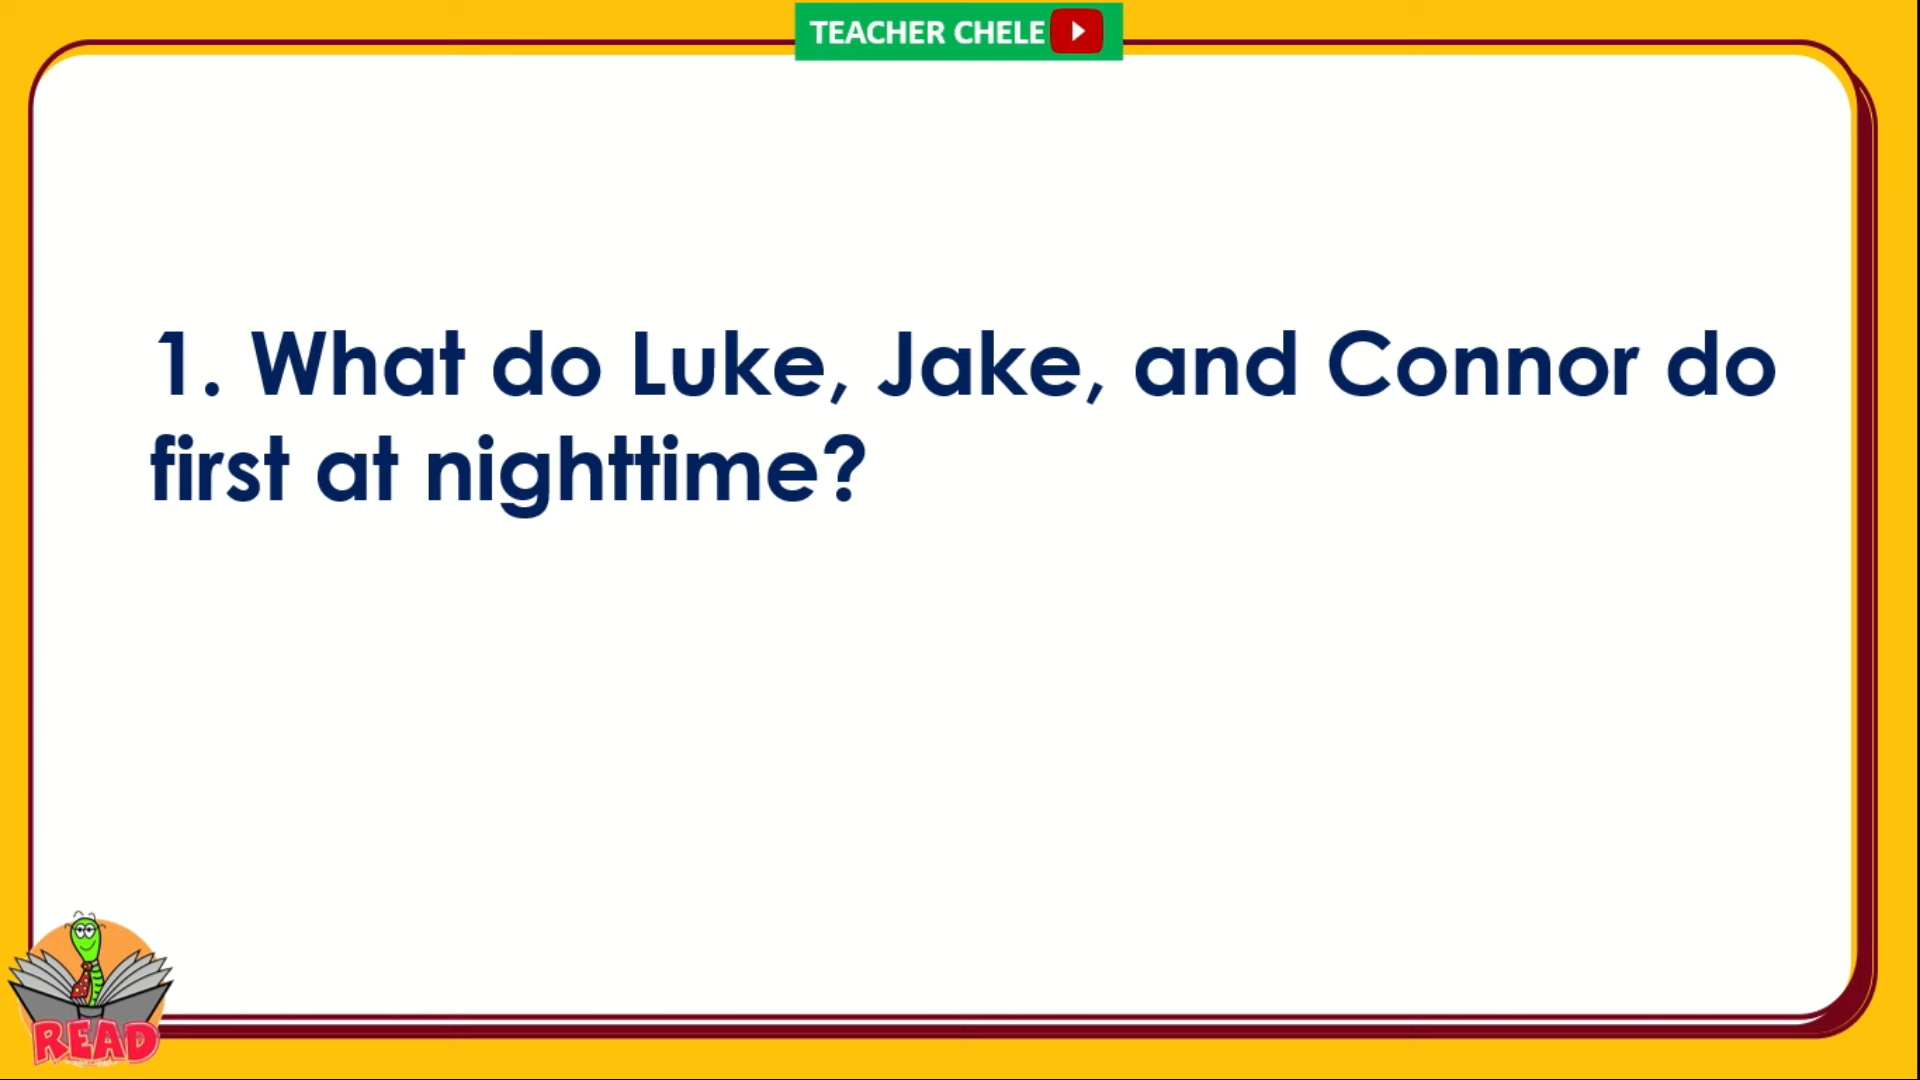 TEACHER CHELE
1. What do Luke, Jake, and Connor do
first at nighttime?
READ